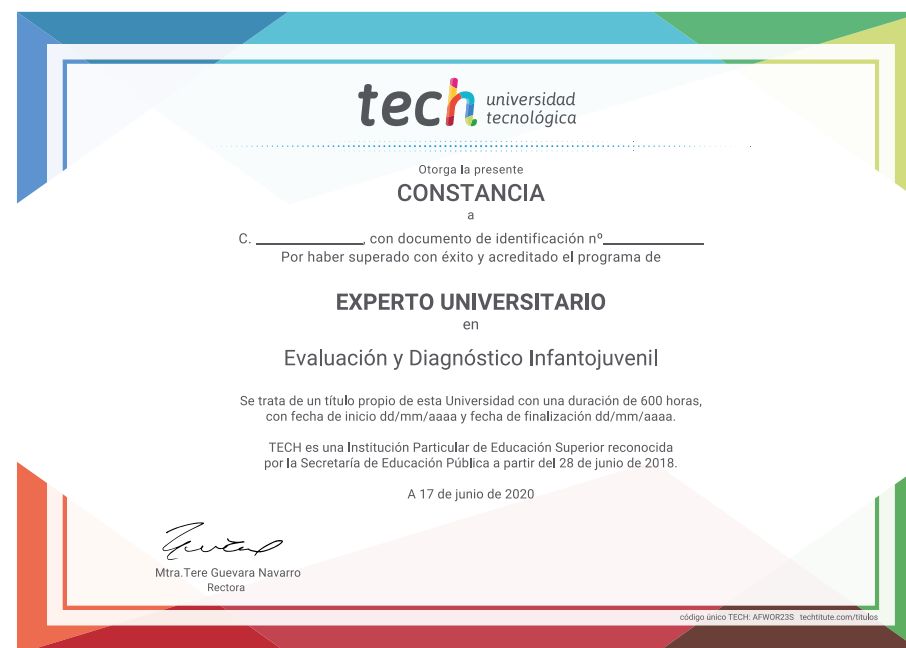 tech universidad
tecnológica
Otorga la presente
CONSTANCIA
a
C. ____________, con documento de identificación nº____________
Por haber superado con éxito y acreditado el programa de
EXPERTO UNIVERSITARIO
en
Evaluación y Diagnóstico Infantojuvenil
Se trata de un título propio de esta Universidad con una duración de 600 horas,
con fecha de inicio dd/mm/aaaa y fecha de finalización dd/mm/aaaa.
TECH es una Institución Particular de Educación Superior reconocida
por la Secretaría de Educación Pública a partir del 28 de junio de 2018.
A 17 de junio de 2020
Mtra.Tere Guevara Navarro
Rectora
código único TECH: AFWOR23S techtitute.com/titulos